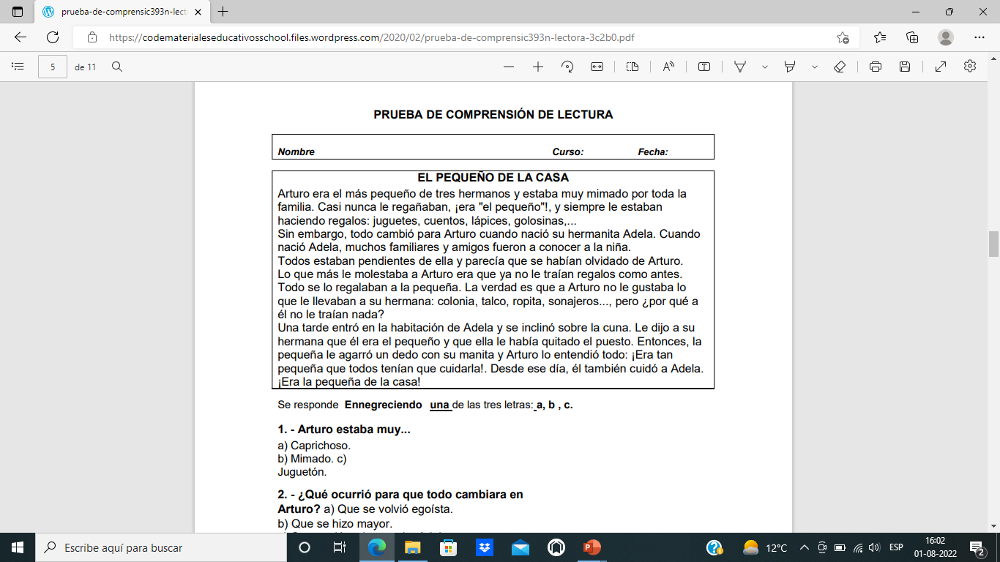 prueba-de-comprensic393n-lect
https://codematerialeseducativosschool.files.wordpress.com/2020/02/prueba-de-comprensic393n-lectora-3c2b0.pdf
5 de 11
PRUEBA DE COMPRENSIÓN DE LECTURA
Nombre Curso: Fecha:
EL PEQUEÑO DE LA CASA
Arturo era el más pequeño de tres hermanos y estaba muy mimado por toda la
familia. Casi nunca le regañaban, ¡era "el pequeño"!, y siempre le estaban
haciendo regalos: juguetes, cuentos, lápices, golosinas,...
Sin embargo, todo cambió para Arturo cuando nació su hermanita Adela. Cuando
nació Adela, muchos familiares y amigos fueron a conocer a la niña.
Todos estaban pendientes de ella y parecía que se habían olvidado de Arturo.
Lo que más le molestaba a Arturo era que ya no le traían regalos como antes.
Todo se lo regalaban a la pequeña. La verdad es que a Arturo no le gustaba lo
que le llevaban a su hermana: colonia, talco, ropita, sonajeros..., pero ¿por qué a
él no le traían nada?
Una tarde entró en la habitación de Adela y se inclinó sobre la cuna. Le dijo a su
hermana que él era el pequeño y que ella le había quitado el puesto. Entonces, la
pequeña le agarró un dedo con su manita y Arturo lo entendió todo: ¡Era tan
pequeña que todos tenían que cuidarla!. Desde ese día, él también cuidó a Adela.
¡Era la pequeña de la casa!
Se responde Ennegreciendo una de las tres letras: a, b , c.
1. - Arturo estaba muy...
a) Caprichoso.
b) Mimado. c)
Juguetón.
2. - ¿Qué ocurrió para que todo cambiara en
Arturo? a) Que se volvió egoísta.
b) Que se hizo mayor.
Escribe aquí para buscar
12°C ESP 16:02
01-08-2022 2